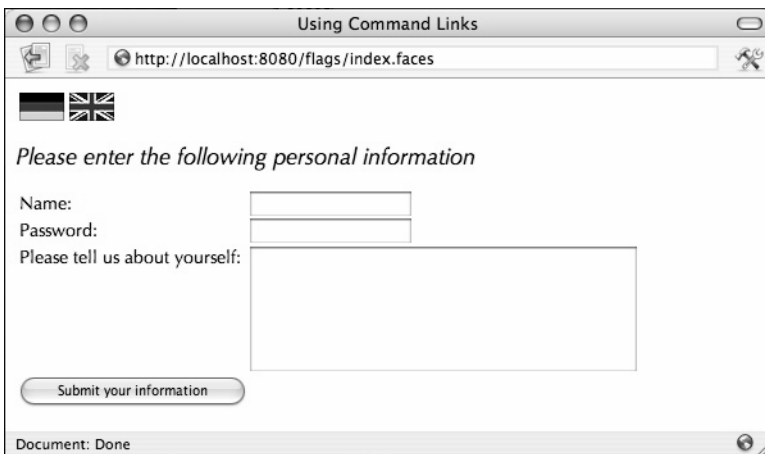 Using Command Links
http://localhost:8080/flags/index.faces
Please enter the following personal information
Name:
Password:
Please tell us about yourself:
Submit your information
Document: Done